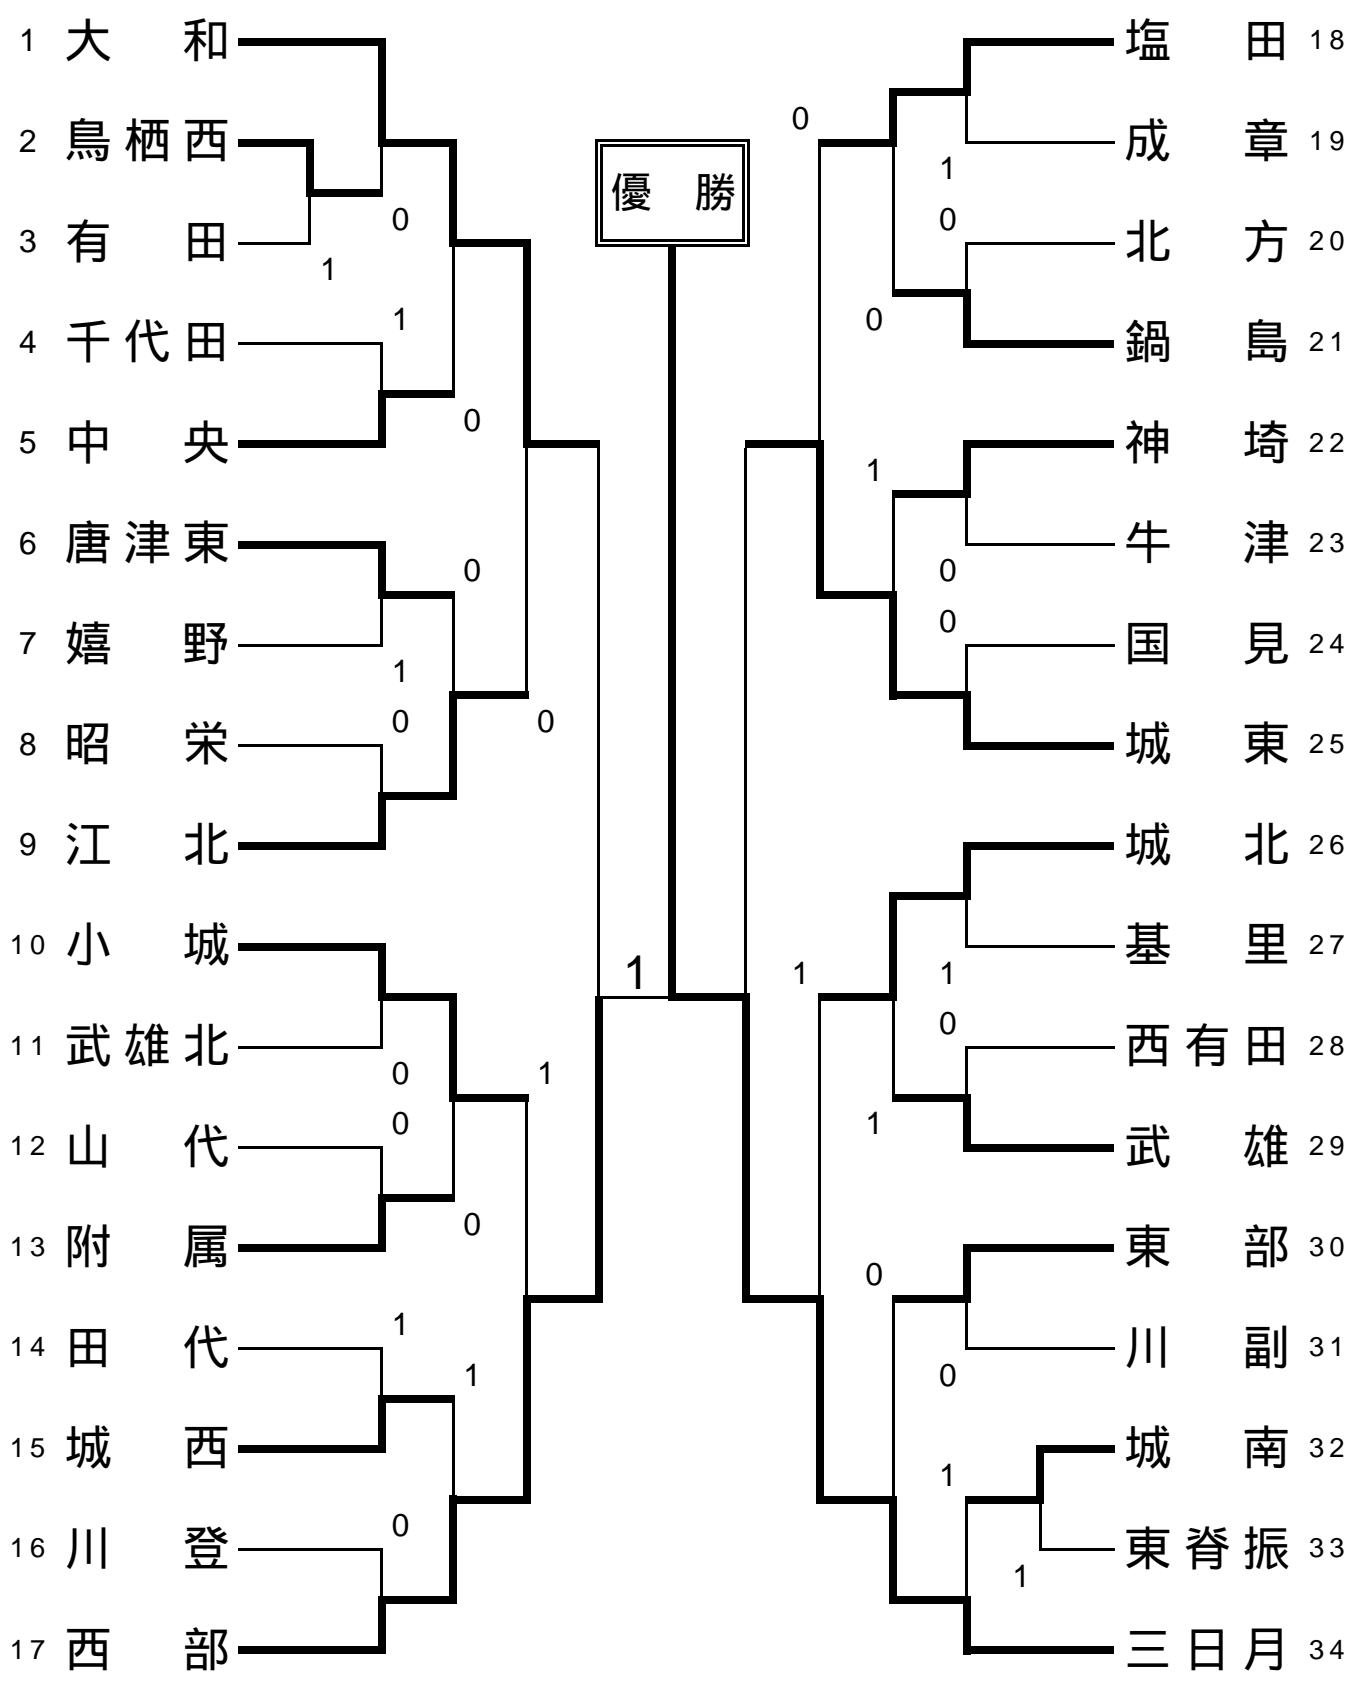 1 大和
2 鳥栖西
3 有田
4 千代田
5 中央
6 唐津東
7 嬉野
8 昭栄
9 江北
10 小城
11 武雄北
12 山代
13 附属
14 田代
15 城西
16 川登
17 西部
0
1
1
0
0
1
0
0
0
0
1
0
1
1
0
優勝
1
0
1
0
0
1
0
0
1
1
0
1
0
0
1
1
塩田 18
成章 19
北方 20
鍋島 21
神埼 22
牛津 23
国見 24
城東 25
城北 26
基里 27
西有田 28
武雄 29
東部 30
川副 31
城南 32
東脊振 33
三日月 34